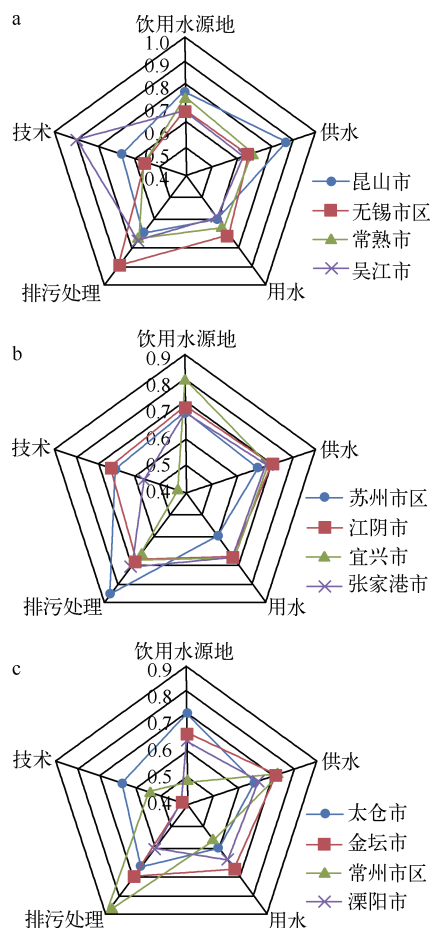 a
饮用水源地
1.0
0.9
0.8
0.7
0.6
0.5
0.4
技术
供水
排污处理
用水
昆山市
无锡市区
常熟市
吴江市
b
饮用水源地
0.9
0.8
0.7
0.6
0.5
0.4
技术
供水
排污处理
用水
苏州市区
江阴市
宜兴市
张家港市
c
饮用水源地
0.9
0.8
0.7
0.6
0.5
0.4
技术
供水
排污处理
用水
太仓市
金坛市
常州市区
溧阳市